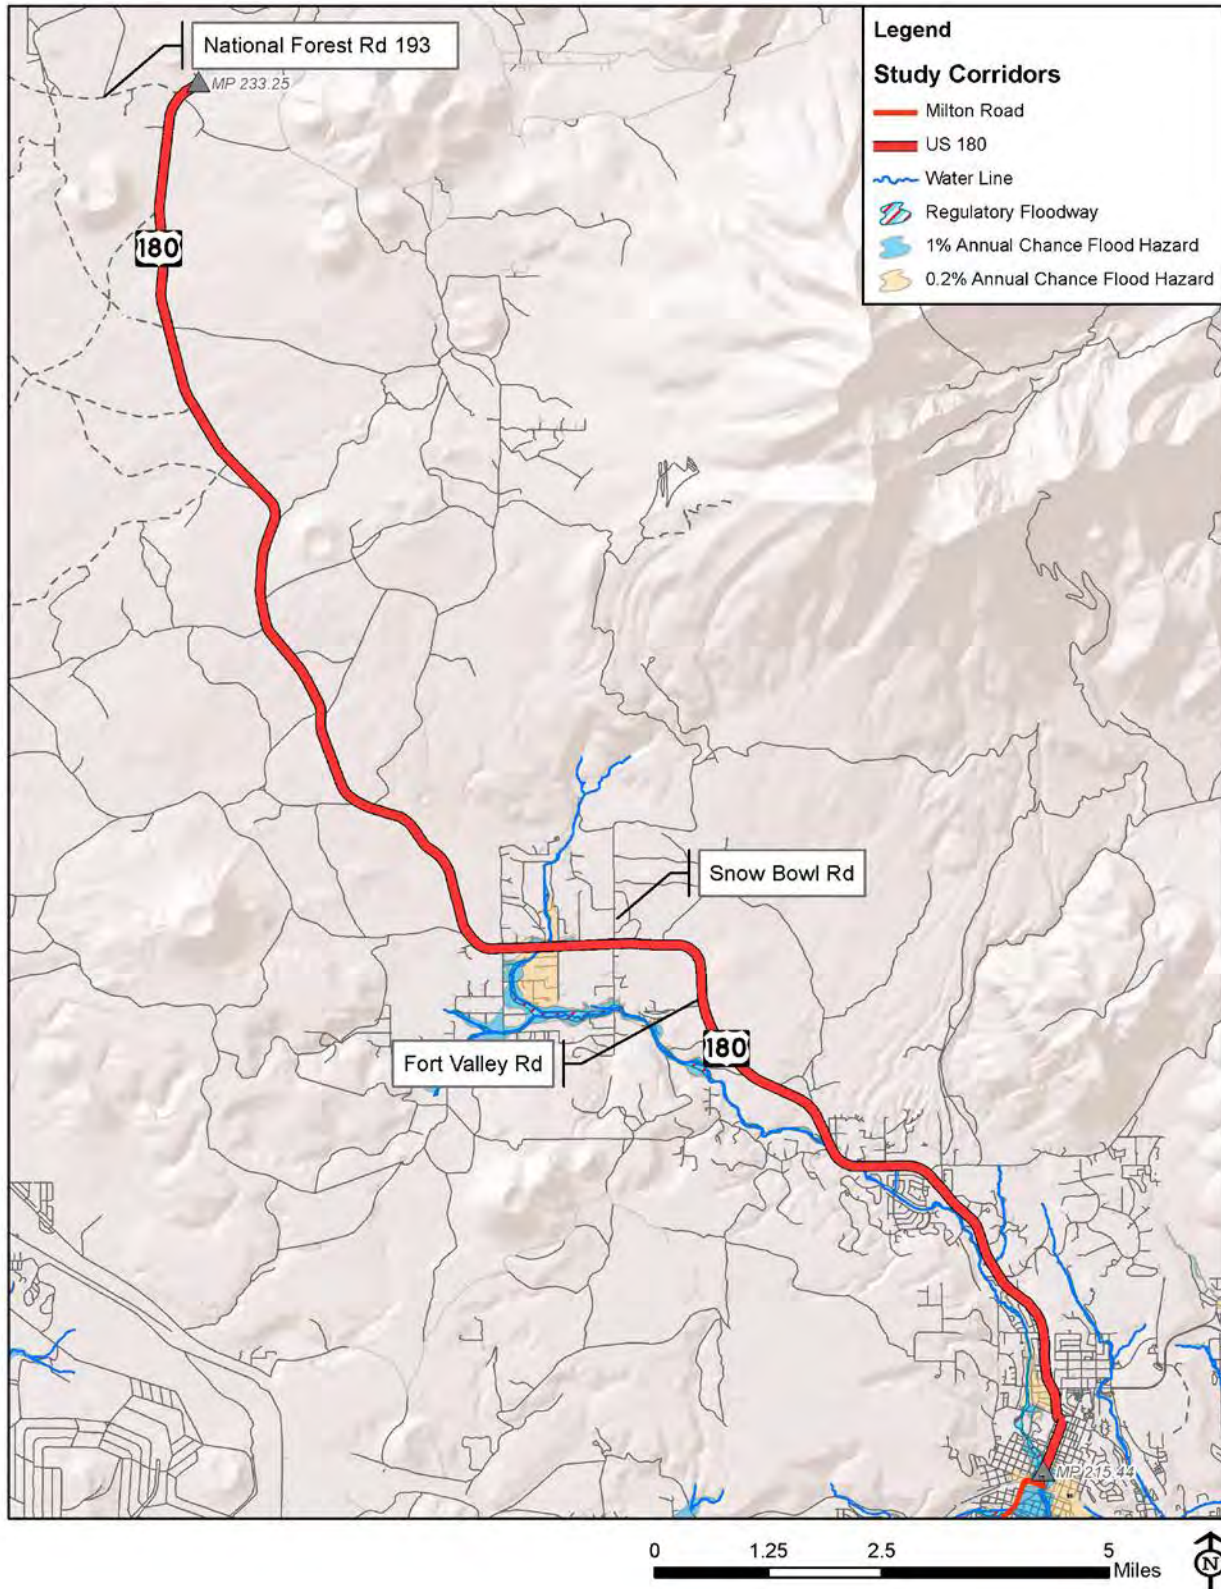 National Forest Rd 193
MP 233.25
Legend
Study Corridors
Milton Road
US 180
Water Line
Regulatory Floodway
1% Annual Chance Flood Hazard
0.2% Annual Chance Flood Hazard
180
Snow Bowl Rd
Fort Valley Rd
180
MP 215.44
0 1.25 2.5 5
Miles
N